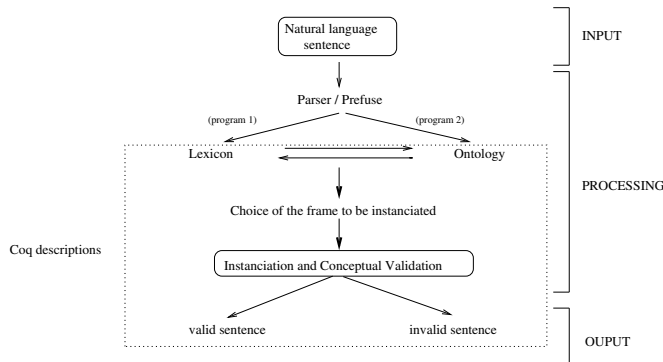 Natural language
sentence
INPUT
Parser / Prefuse
(program 1)
(program 2)
Lexicon
Ontology
PROCESSING
Choice of the frame to be instanciated
Coq descriptions
Instanciation and Conceptual Validation
valid sentence
invalid sentence
OUPUT